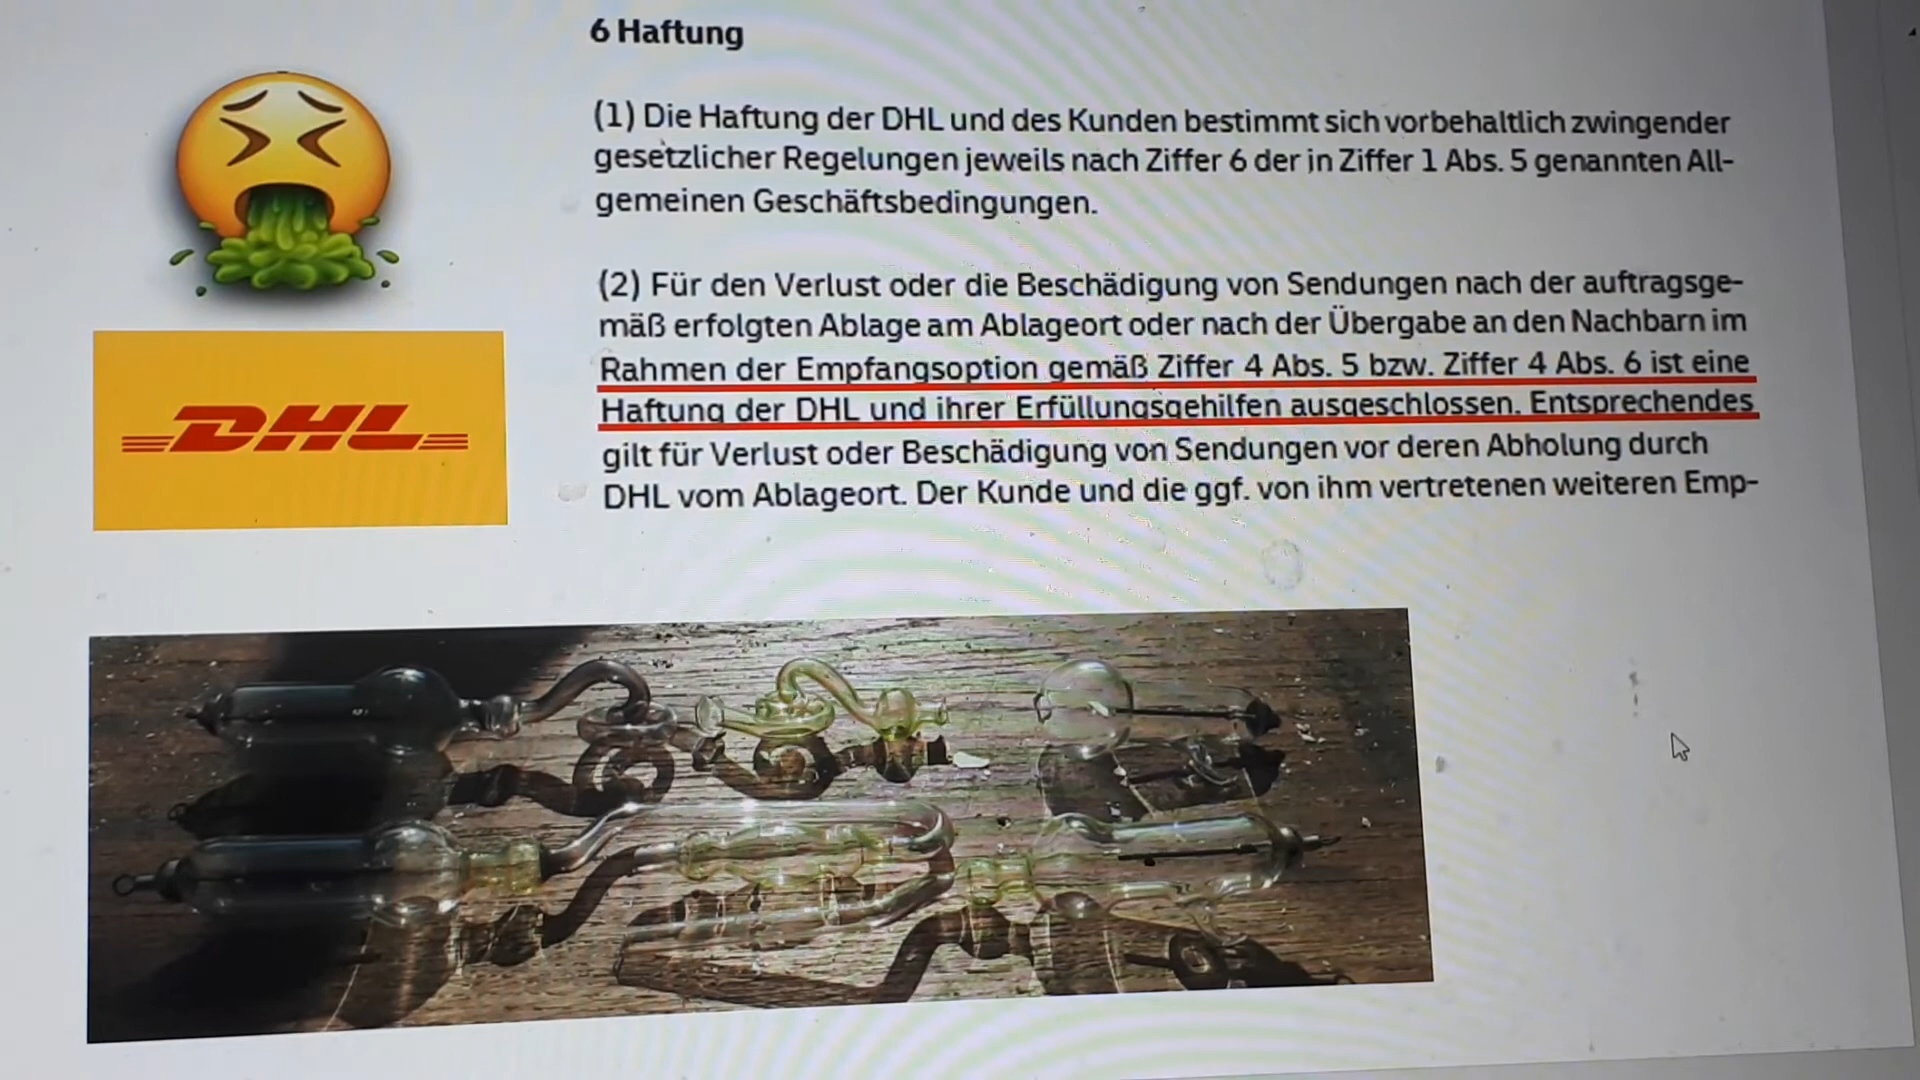 6 Haftung
(1) Die Haftung der DHL und des Kunden bestimmt sich vorbehaltlich zwingender
gesetzlicher Regelungen jeweils nach Ziffer 6 der in Ziffer 1 Abs. 5 genannten All-
gemeinen Geschäftsbedingungen.
(2) Für den Verlust oder die Beschädigung von Sendungen nach der auftragsge-
mäß erfolgten Ablage am Ablageort oder nach der Übergabe an den Nachbarn im
Rahmen der Empfangsoption gemäß Ziffer 4 Abs. 5 bzw. Ziffer 4 Abs. 6 ist eine
Haftung der DHL und ihrer Erfüllungsgehilfen ausgeschlossen. Entsprechendes
gilt für Verlust oder Beschädigung von Sendungen vor deren Abholung durch
DHL vom Ablageort. Der Kunde und die ggf. von ihm vertretenen weiteren Emp-
DHL